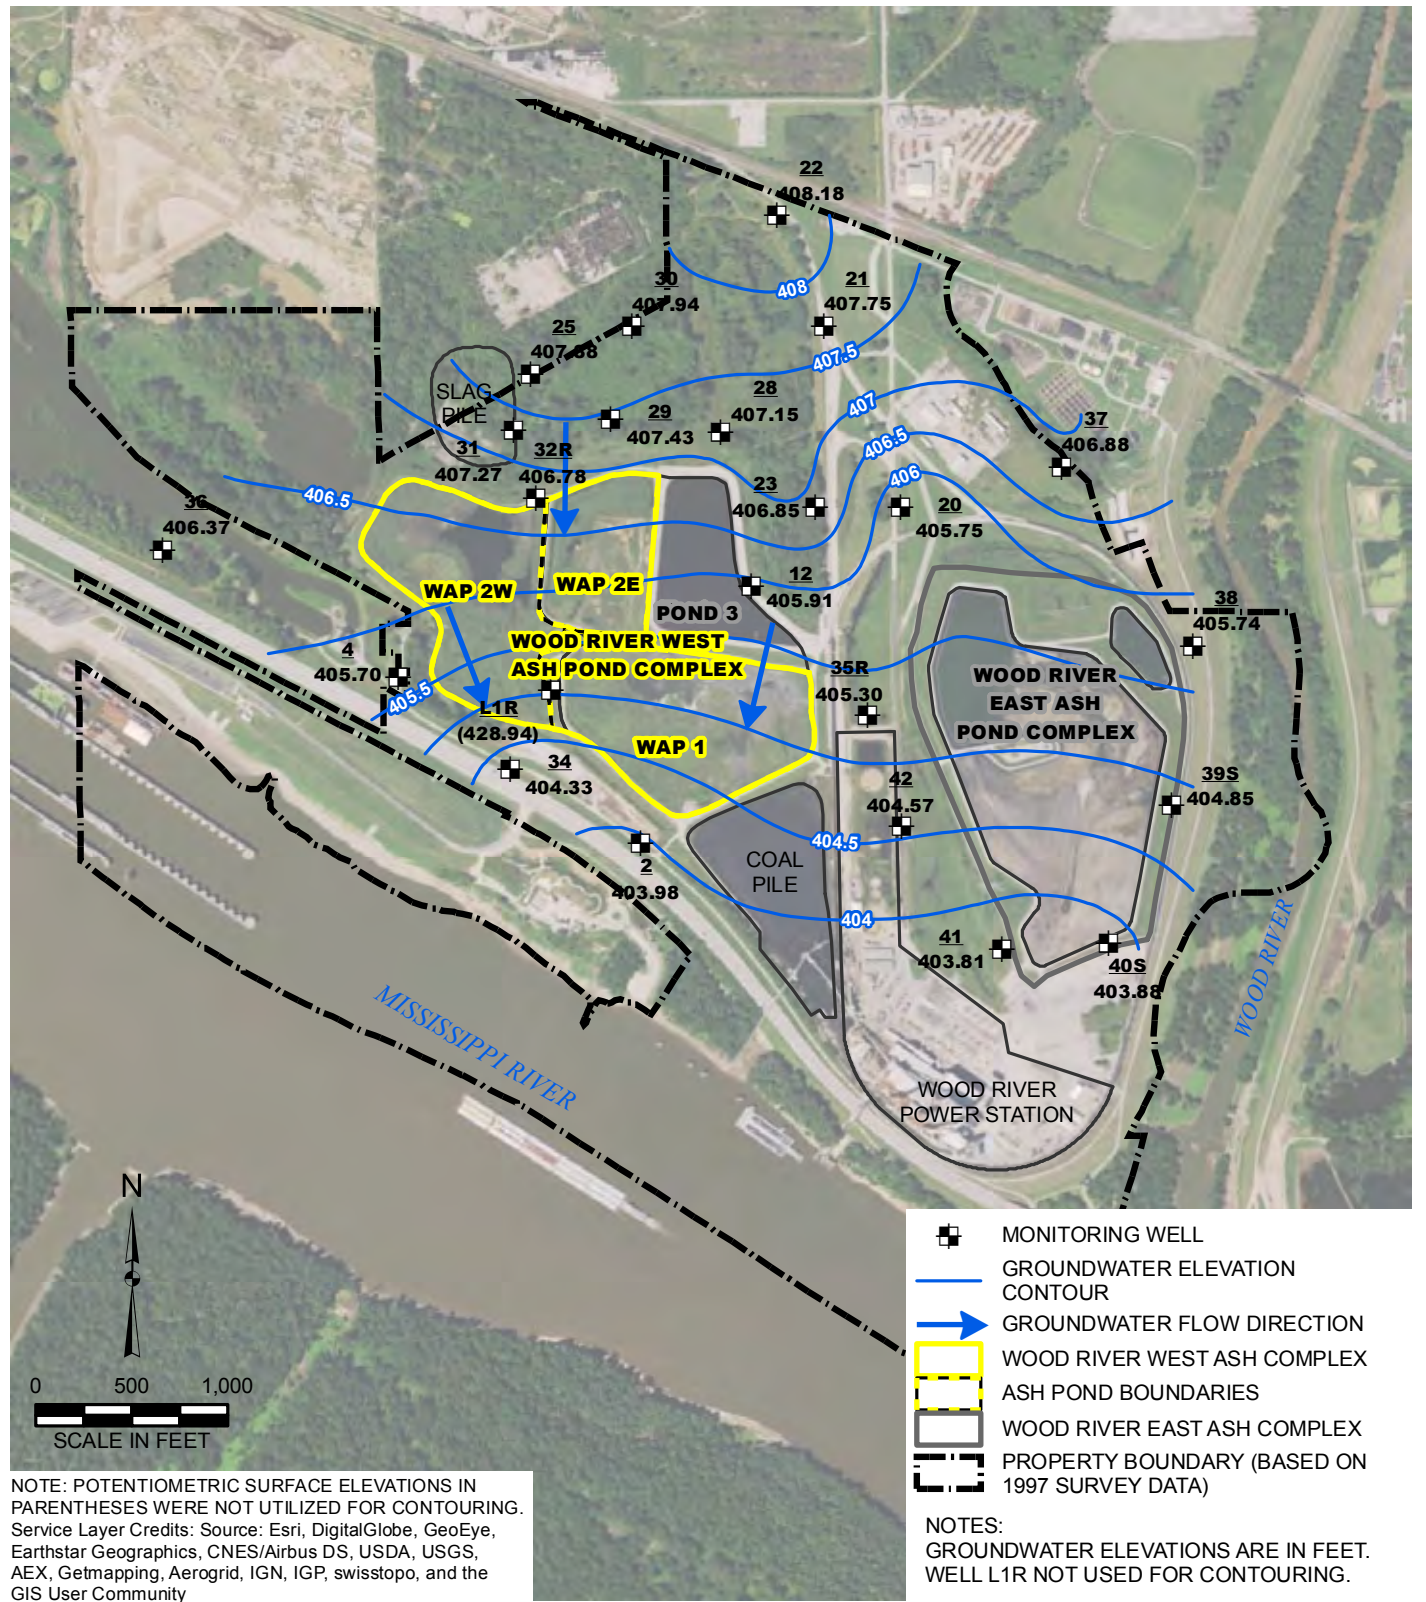 22
408.18
30
407.94
21
407.75
408
25
407.88
407.5
SLAG
PILE
28
407.15
29
407.43
407
37
406.88
31
407.27
32R
406.78
406.5
406.5
36
406.37
23
406.85
406
20
405.75
WAP 2W
WAP 2E
12
405.91
POND 3
38
405.74
4
405.70
WOOD RIVER WEST
ASH POND COMPLEX
35R
405.30
WOOD RIVER
EAST ASH
POND COMPLEX
405.5
L1R
(428.94)
WAP 1
34
404.33
42
404.57
39S
404.85
404.5
COAL
PILE
2
403.98
404
41
403.81
40S
403.88
MISSISSIPPI RIVER
WOOD RIVER
WOOD RIVER
POWER STATION
N
0 500 1,000
SCALE IN FEET
MONITORING WELL
GROUNDWATER ELEVATION
CONTOUR
GROUNDWATER FLOW DIRECTION
WOOD RIVER WEST ASH COMPLEX
ASH POND BOUNDARIES
WOOD RIVER EAST ASH COMPLEX
PROPERTY BOUNDARY (BASED ON
1997 SURVEY DATA)
NOTES:
GROUNDWATER ELEVATIONS ARE IN FEET.
WELL L1R NOT USED FOR CONTOURING.
NOTE: POTENTIOMETRIC SURFACE ELEVATIONS IN
PARENTHESES WERE NOT UTILIZED FOR CONTOURING.
Service Layer Credits: Source: Esri, DigitalGlobe, GeoEye,
Earthstar Geographics, CNES/Airbus DS, USDA, USGS,
AEX, Getmapping, Aerogrid, IGN, IGP, swisstopo, and the
GIS User Community